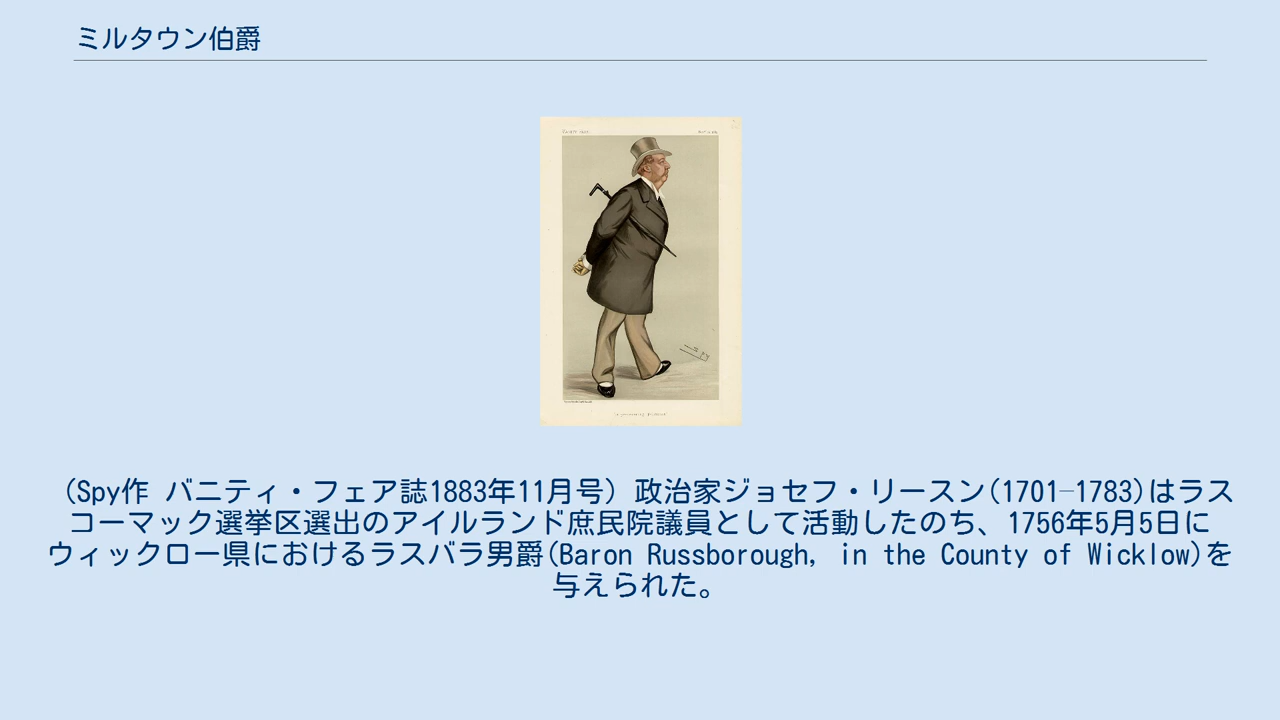 ミルタウン伯爵
(Spy作 バニティ・フェア誌1883年11月号) 政治家ジョセフ・リースン(1701–1783)はラス
コーマック選挙区選出のアイルランド庶民院議員として活動したのち、1756年5月5日に
ウィックロー県におけるラスバラ男爵(Baron Russborough, in the County of Wicklow)を
与えられた。